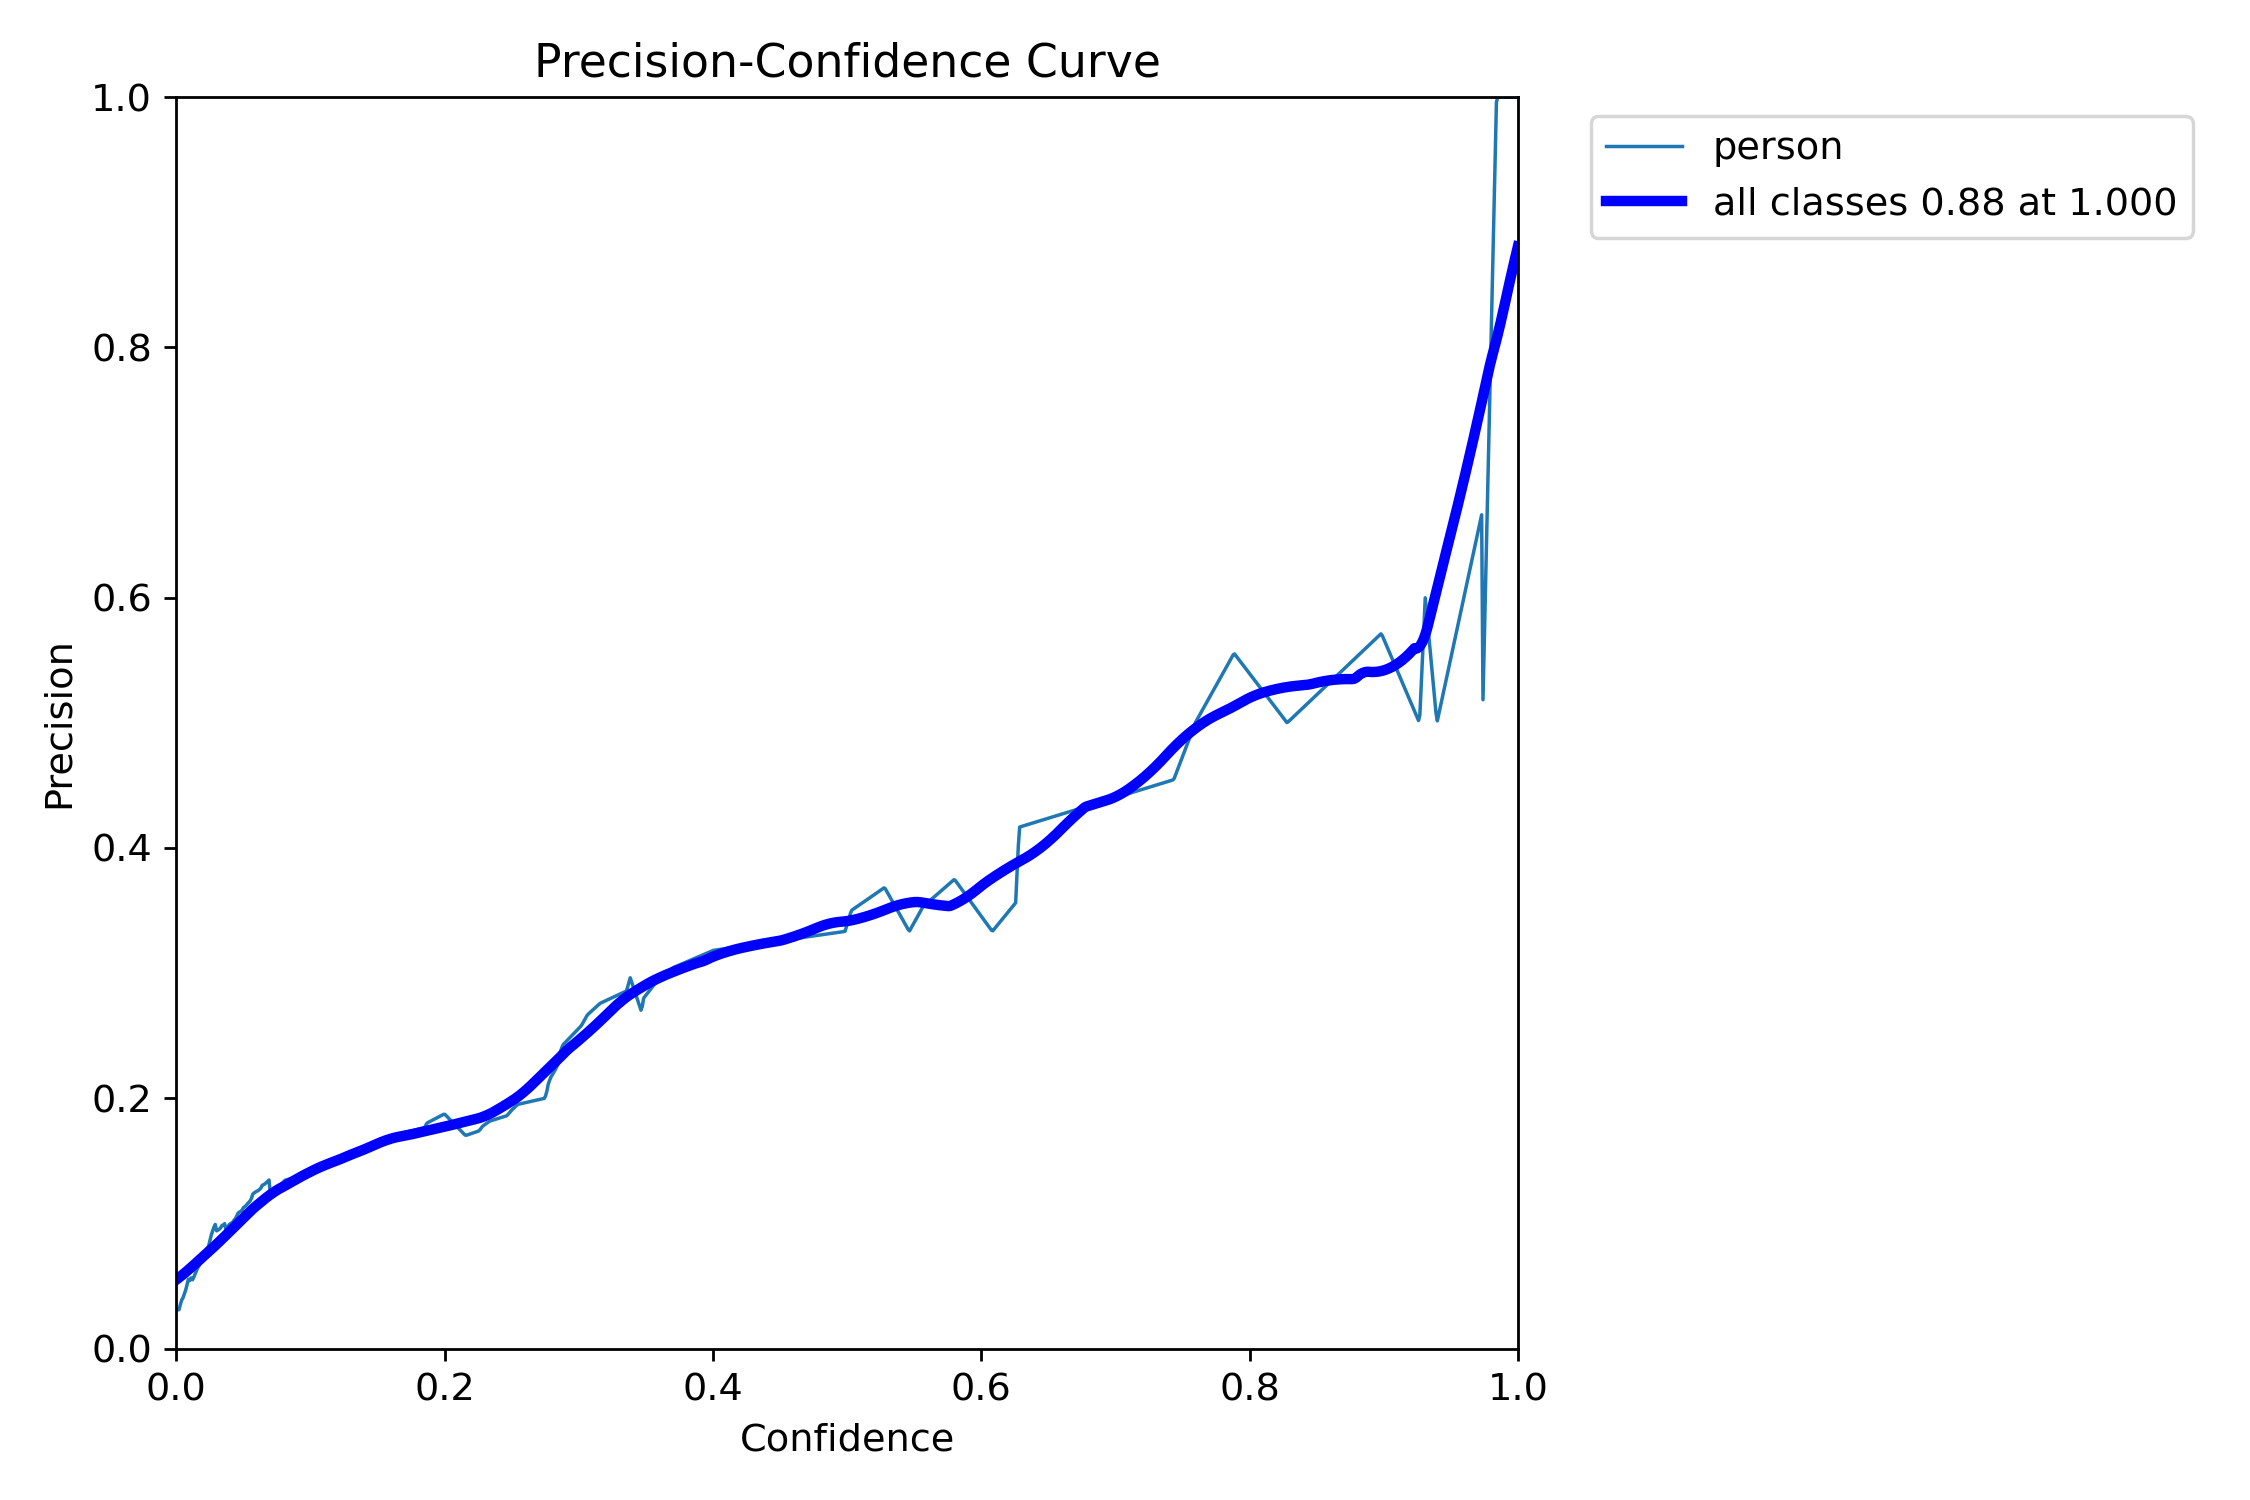 Precision-Confidence Curve
1.0
0.8
0.6
0.4
0.2
0.0
Precision
0.0 0.2 0.4 0.6 0.8 1.0
Confidence
person
all classes 0.88 at 1.000